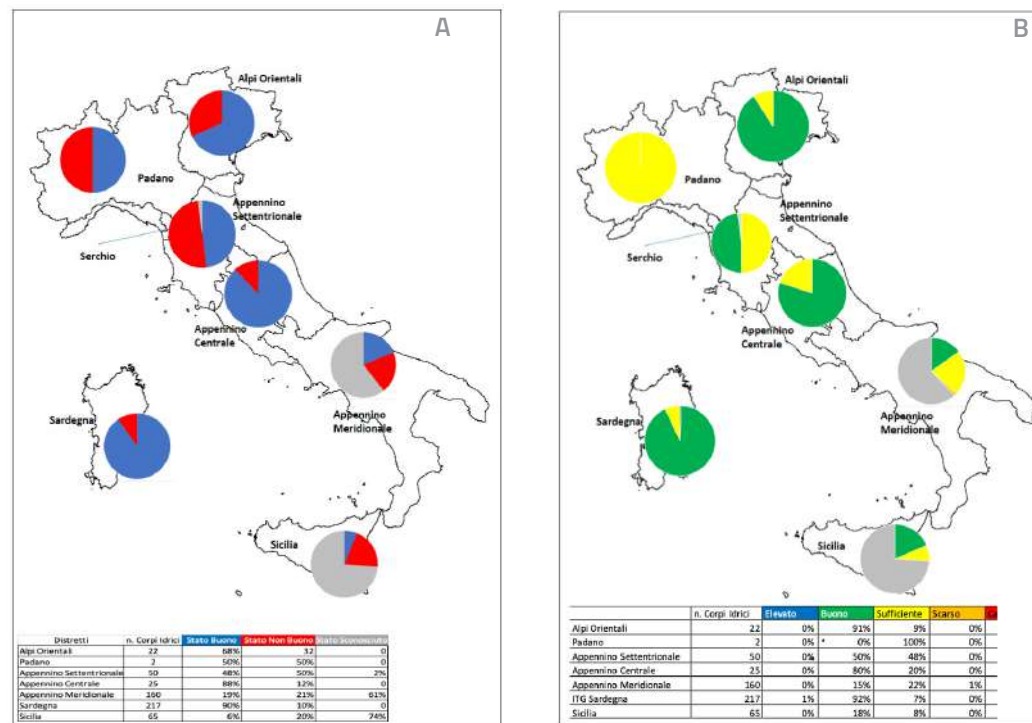 A
Alpi Orientali
Padano
Appennino
Settentrionale
Serchio
Appennino
Centrale
Appennino
Meridionale
Sardegna
Sicilia
Distretti n. Corpi Idrici Stato Buono Stato Non Buono Stato Sconosciuto
Alpi Orientali 22 68% 32 0
Padano 2 50% 50% 0
Appennino Settentrionale 50 48% 50% 2%
Appennino Centrale 25 88% 12% 0
Appennino Meridionale 160 19% 21% 61%
Sardegna 217 90% 10% 0
Sicilia 65 6% 20% 74%
B
Alpi Orientali
Padano
Appennino
Settentrionale
Serchio
Appennino
Centrale
Appennino
Meridionale
Sardegna
Sicilia
n. Corpi Idrici Elevato Buono Sufficiente Scarso
Alpi Orientali 22 0% 91% 9% 0%
Padano 2 0% * 0% 100% 0%
Appennino Settentrionale 50 0% 50% 48% 0%
Appennino Centrale 25 0% 80% 20% 0%
Appennino Meridionale 160 0% 15% 22% 1%
ITG Sardegna 217 1% 92% 7% 0%
Sicilia 65 0% 18% 8% 0%